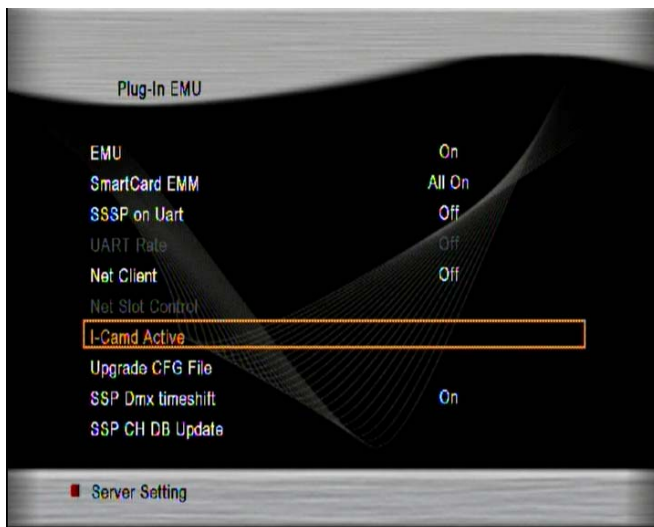 Plug-In EMU
EMU On
SmartCard EMM All On
SSSP on Uart Off
UART Rate Off
Net Client Off
Net Slot Control
I-Camd Active
Upgrade CFG File
SSP Dmx timeshift On
SSP CH DB Update
Server Setting